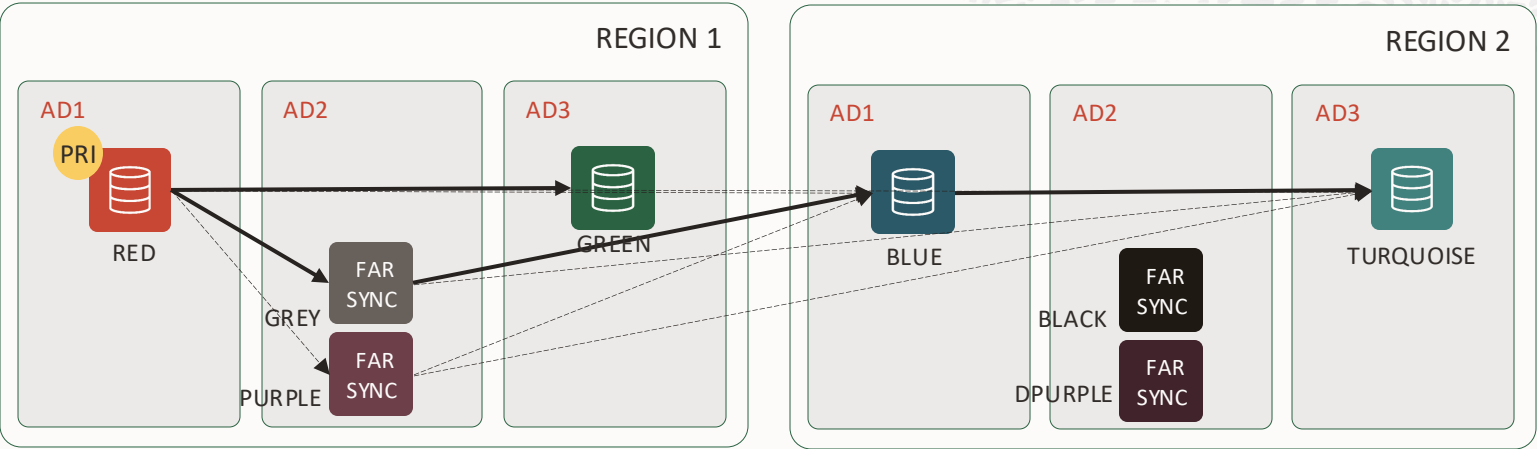 REGION 1
AD1
PRI
RED
AD2
FAR
SYNC
GREY
FAR
SYNC
PURPLE
AD3
GREEN
REGION 2
AD1
BLUE
AD2
FAR
SYNC
BLACK
FAR
SYNC
DPURPLE
AD3
TURQUOISE